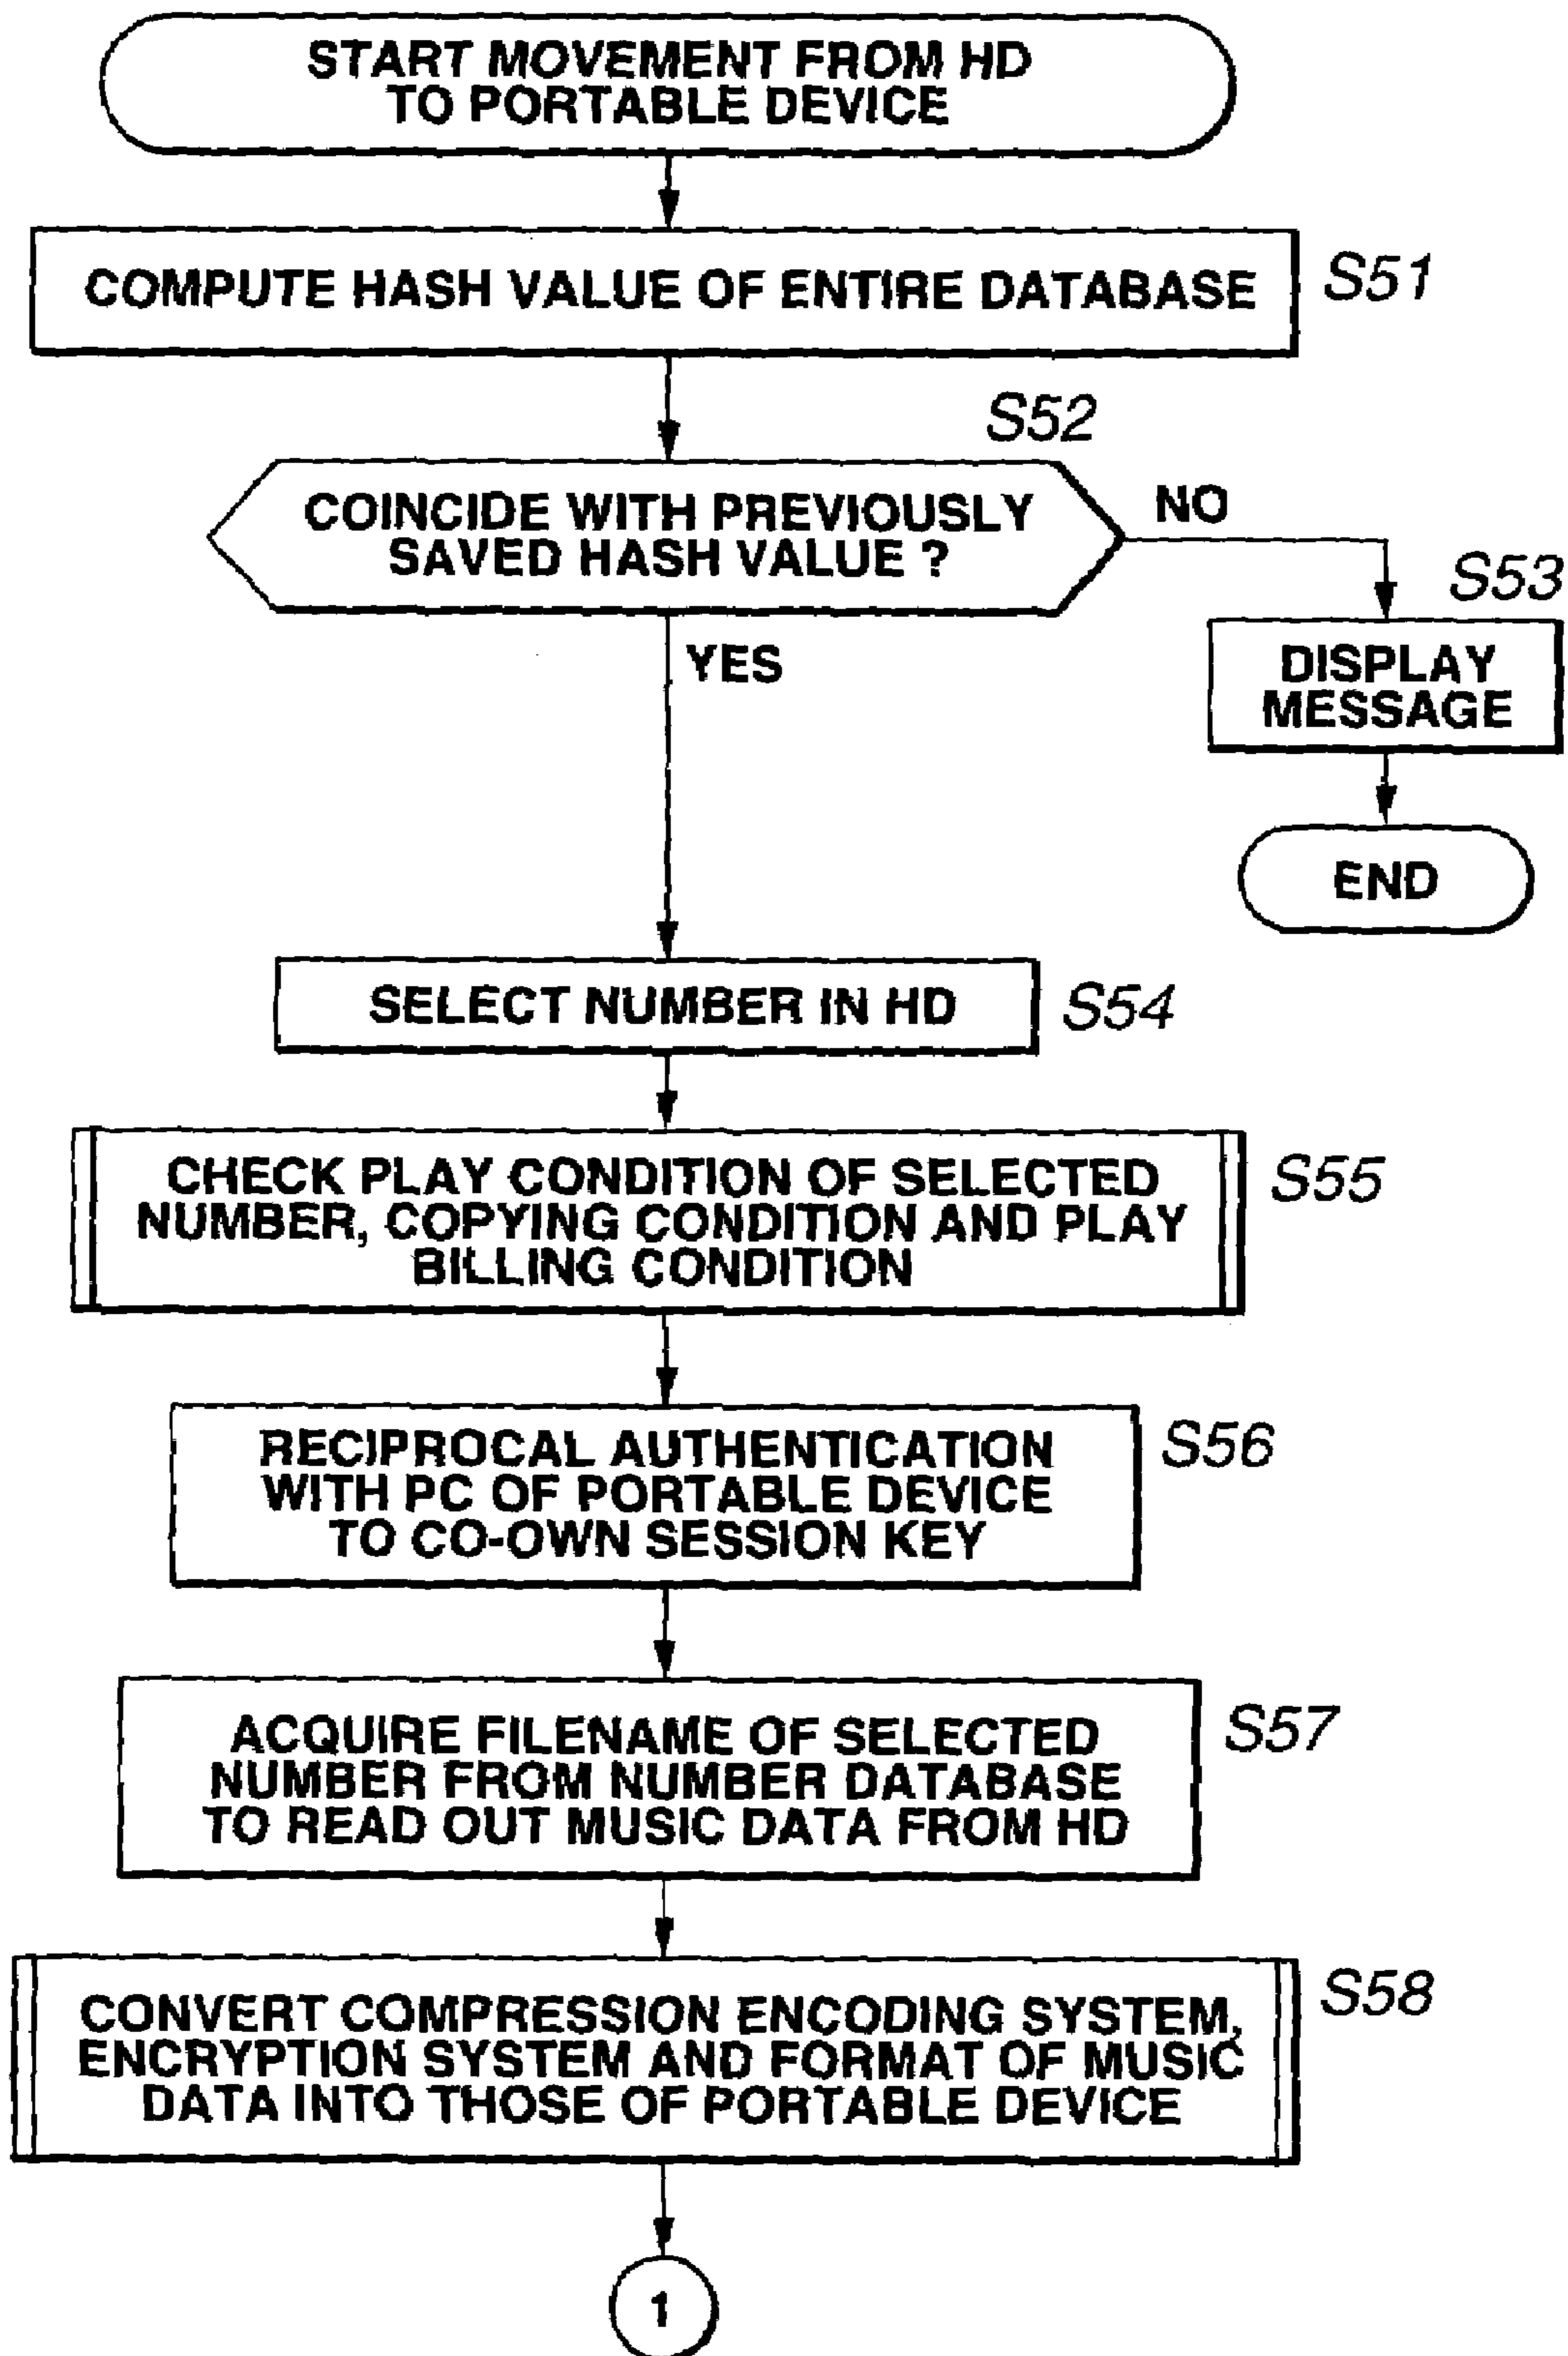 START MOVEMENT FROM HD
TO PORTABLE DEVICE
COMPUTE HASH VALUE OF ENTIRE DATABASE
S51
S52
COINCIDE WITH PREVIOUSLY
SAVED HASH VALUE ?
NO
YES
S53
DISPLAY
MESSAGE
END
SELECT NUMBER IN HD
S54
CHECK PLAY CONDITION OF SELECTED
NUMBER, COPYING CONDITION AND PLAY
BILLING CONDITION
S55
RECIPROCAL AUTHENTICATION
WITH PC OF PORTABLE DEVICE
TO CO-OWN SESSION KEY
S56
ACQUIRE FILENAME OF SELECTED
NUMBER FROM NUMBER DATABASE
TO READ OUT MUSIC DATA FROM HD
S57
CONVERT COMPRESSION ENCODING SYSTEM,
ENCRYPTION SYSTEM AND FORMAT OF MUSIC
DATA INTO THOSE OF PORTABLE DEVICE
S58
1